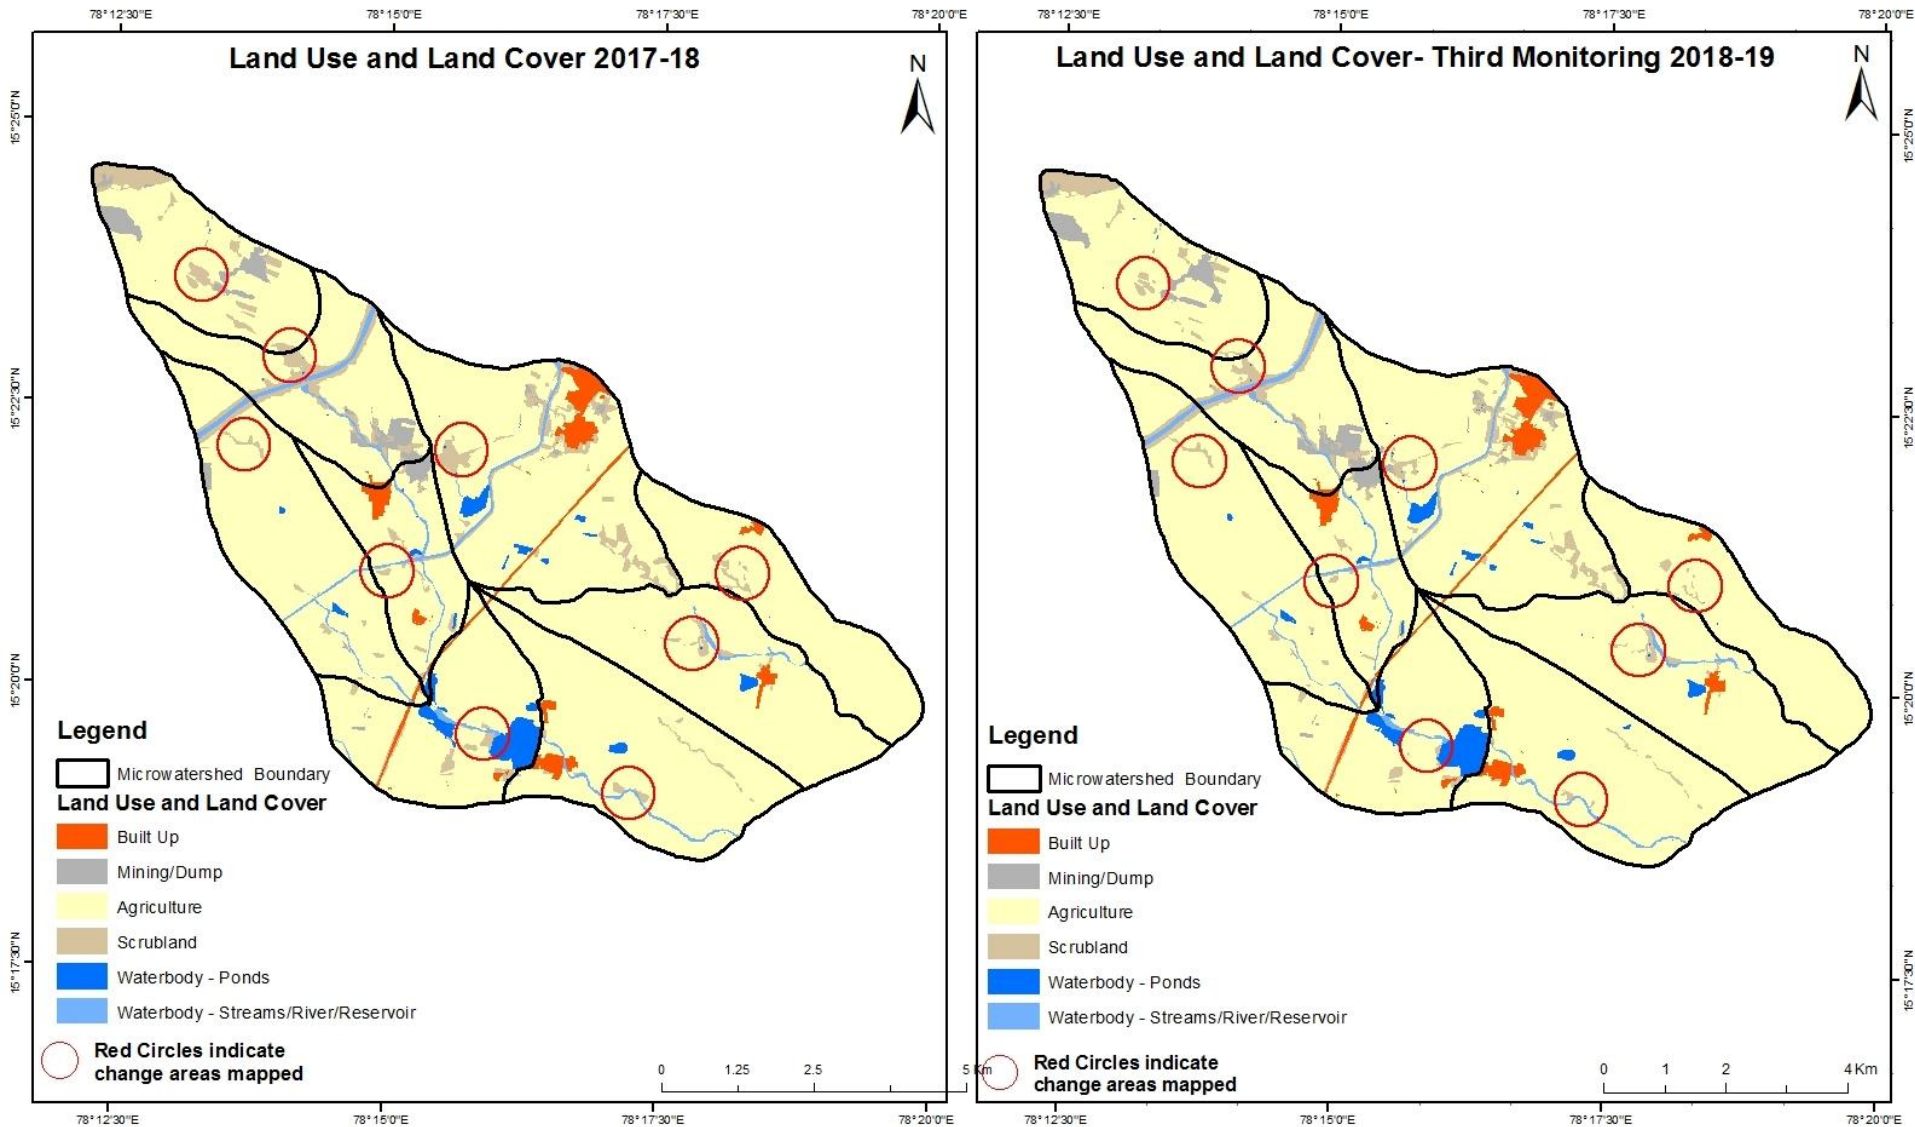 78°12'30"E 78°15'0"E 78°17'30"E 78°20'0"E
Land Use and Land Cover 2017-18
N
15°25'0"N
15°22'30"N
15°20'0"N
15°17'30"N
Legend
Microwatershed Boundary
Land Use and Land Cover
Built Up
Mining/Dump
Agriculture
Scrubland
Waterbody - Ponds
Waterbody - Streams/River/Reservoir
Red Circles indicate
change areas mapped
0 1.25 2.5 5 Km
78°12'30"E 78°15'0"E 78°17'30"E 78°20'0"E
78°12'30"E 78°15'0"E 78°17'30"E 78°20'0"E
Land Use and Land Cover- Third Monitoring 2018-19
N
15°25'0"N
15°22'30"N
15°20'0"N
15°17'30"N
Legend
Microwatershed Boundary
Land Use and Land Cover
Built Up
Mining/Dump
Agriculture
Scrubland
Waterbody - Ponds
Waterbody - Streams/River/Reservoir
Red Circles indicate
change areas mapped
0 1 2 4 Km
78°12'30"E 78°15'0"E 78°17'30"E 78°20'0"E